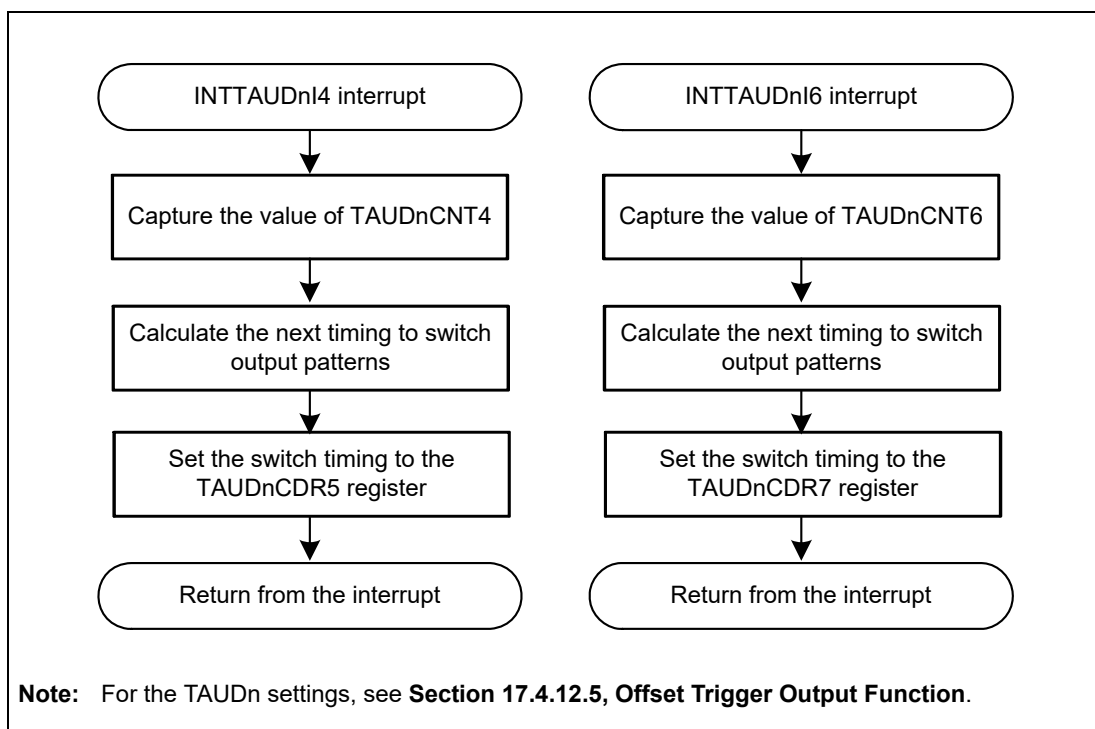 INTTAUDnI4 interrupt
Capture the value of TAUDnCNT4
Calculate the next timing to switch
output patterns
Set the switch timing to the
TAUDnCDR5 register
Return from the interrupt
INTTAUDnI6 interrupt
Capture the value of TAUDnCNT6
Calculate the next timing to switch
output patterns
Set the switch timing to the
TAUDnCDR7 register
Return from the interrupt
Note: For the TAUDn settings, see Section 17.4.12.5, Offset Trigger Output Function.